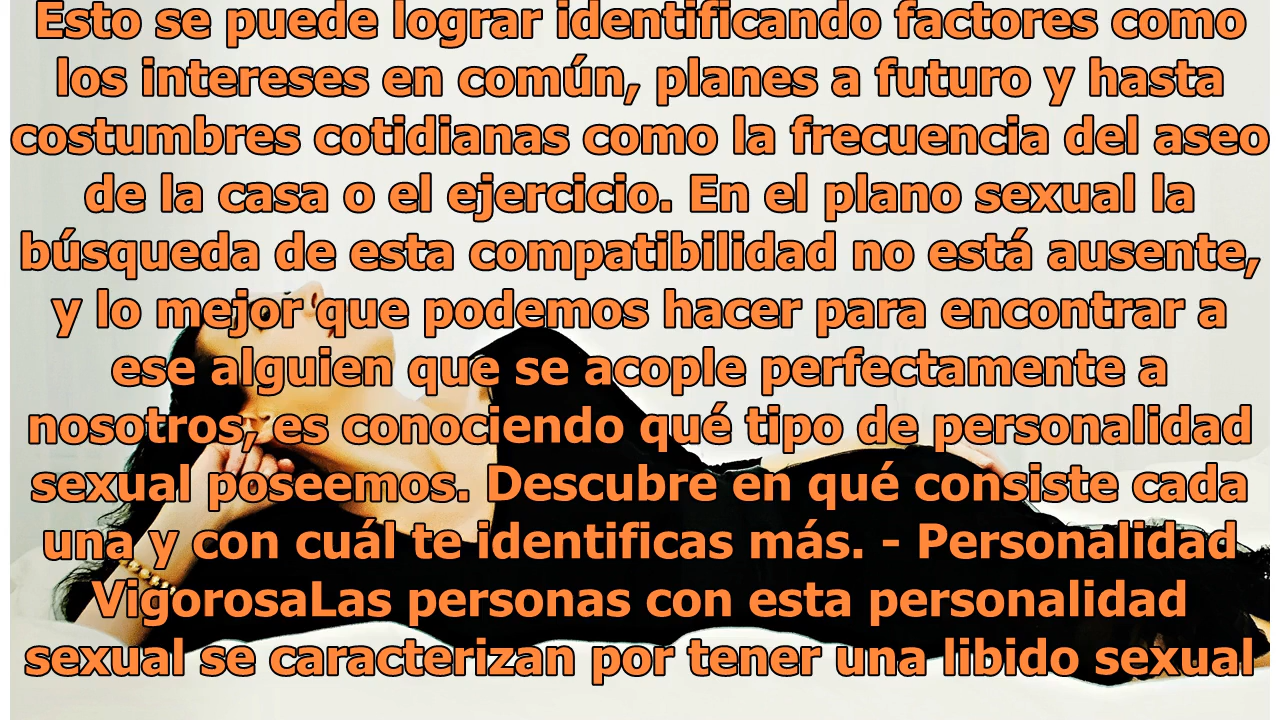 Esto se puede lograr identificando factores como
los intereses en común, planes a futuro y hasta
costumbres cotidianas como la frecuencia del aseo
de la casa o el ejercicio. En el plano sexual la
búsqueda de esta compatibilidad no está ausente,
y lo mejor que podemos hacer para encontrar a
ese alguien que se acople perfectamente a
nosotros, es conociendo qué tipo de personalidad
sexual poseemos. Descubre en qué consiste cada
una y con cuál te identificas más. - Personalidad
VigorosaLas personas con esta personalidad
sexual se caracterizan por tener una libido sexual